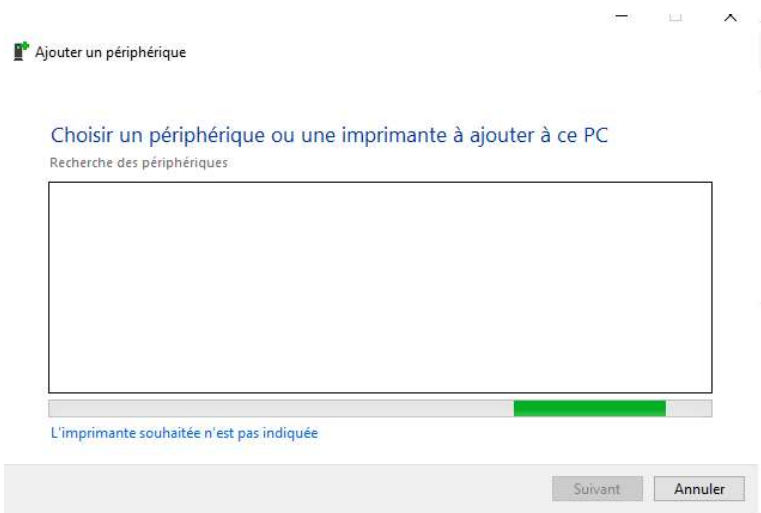 Ajouter un périphérique
Choisir un périphérique ou une imprimante à ajouter à ce PC
Recherche des périphériques
L'imprimante souhaitée n'est pas indiquée
Suivant
Annuler